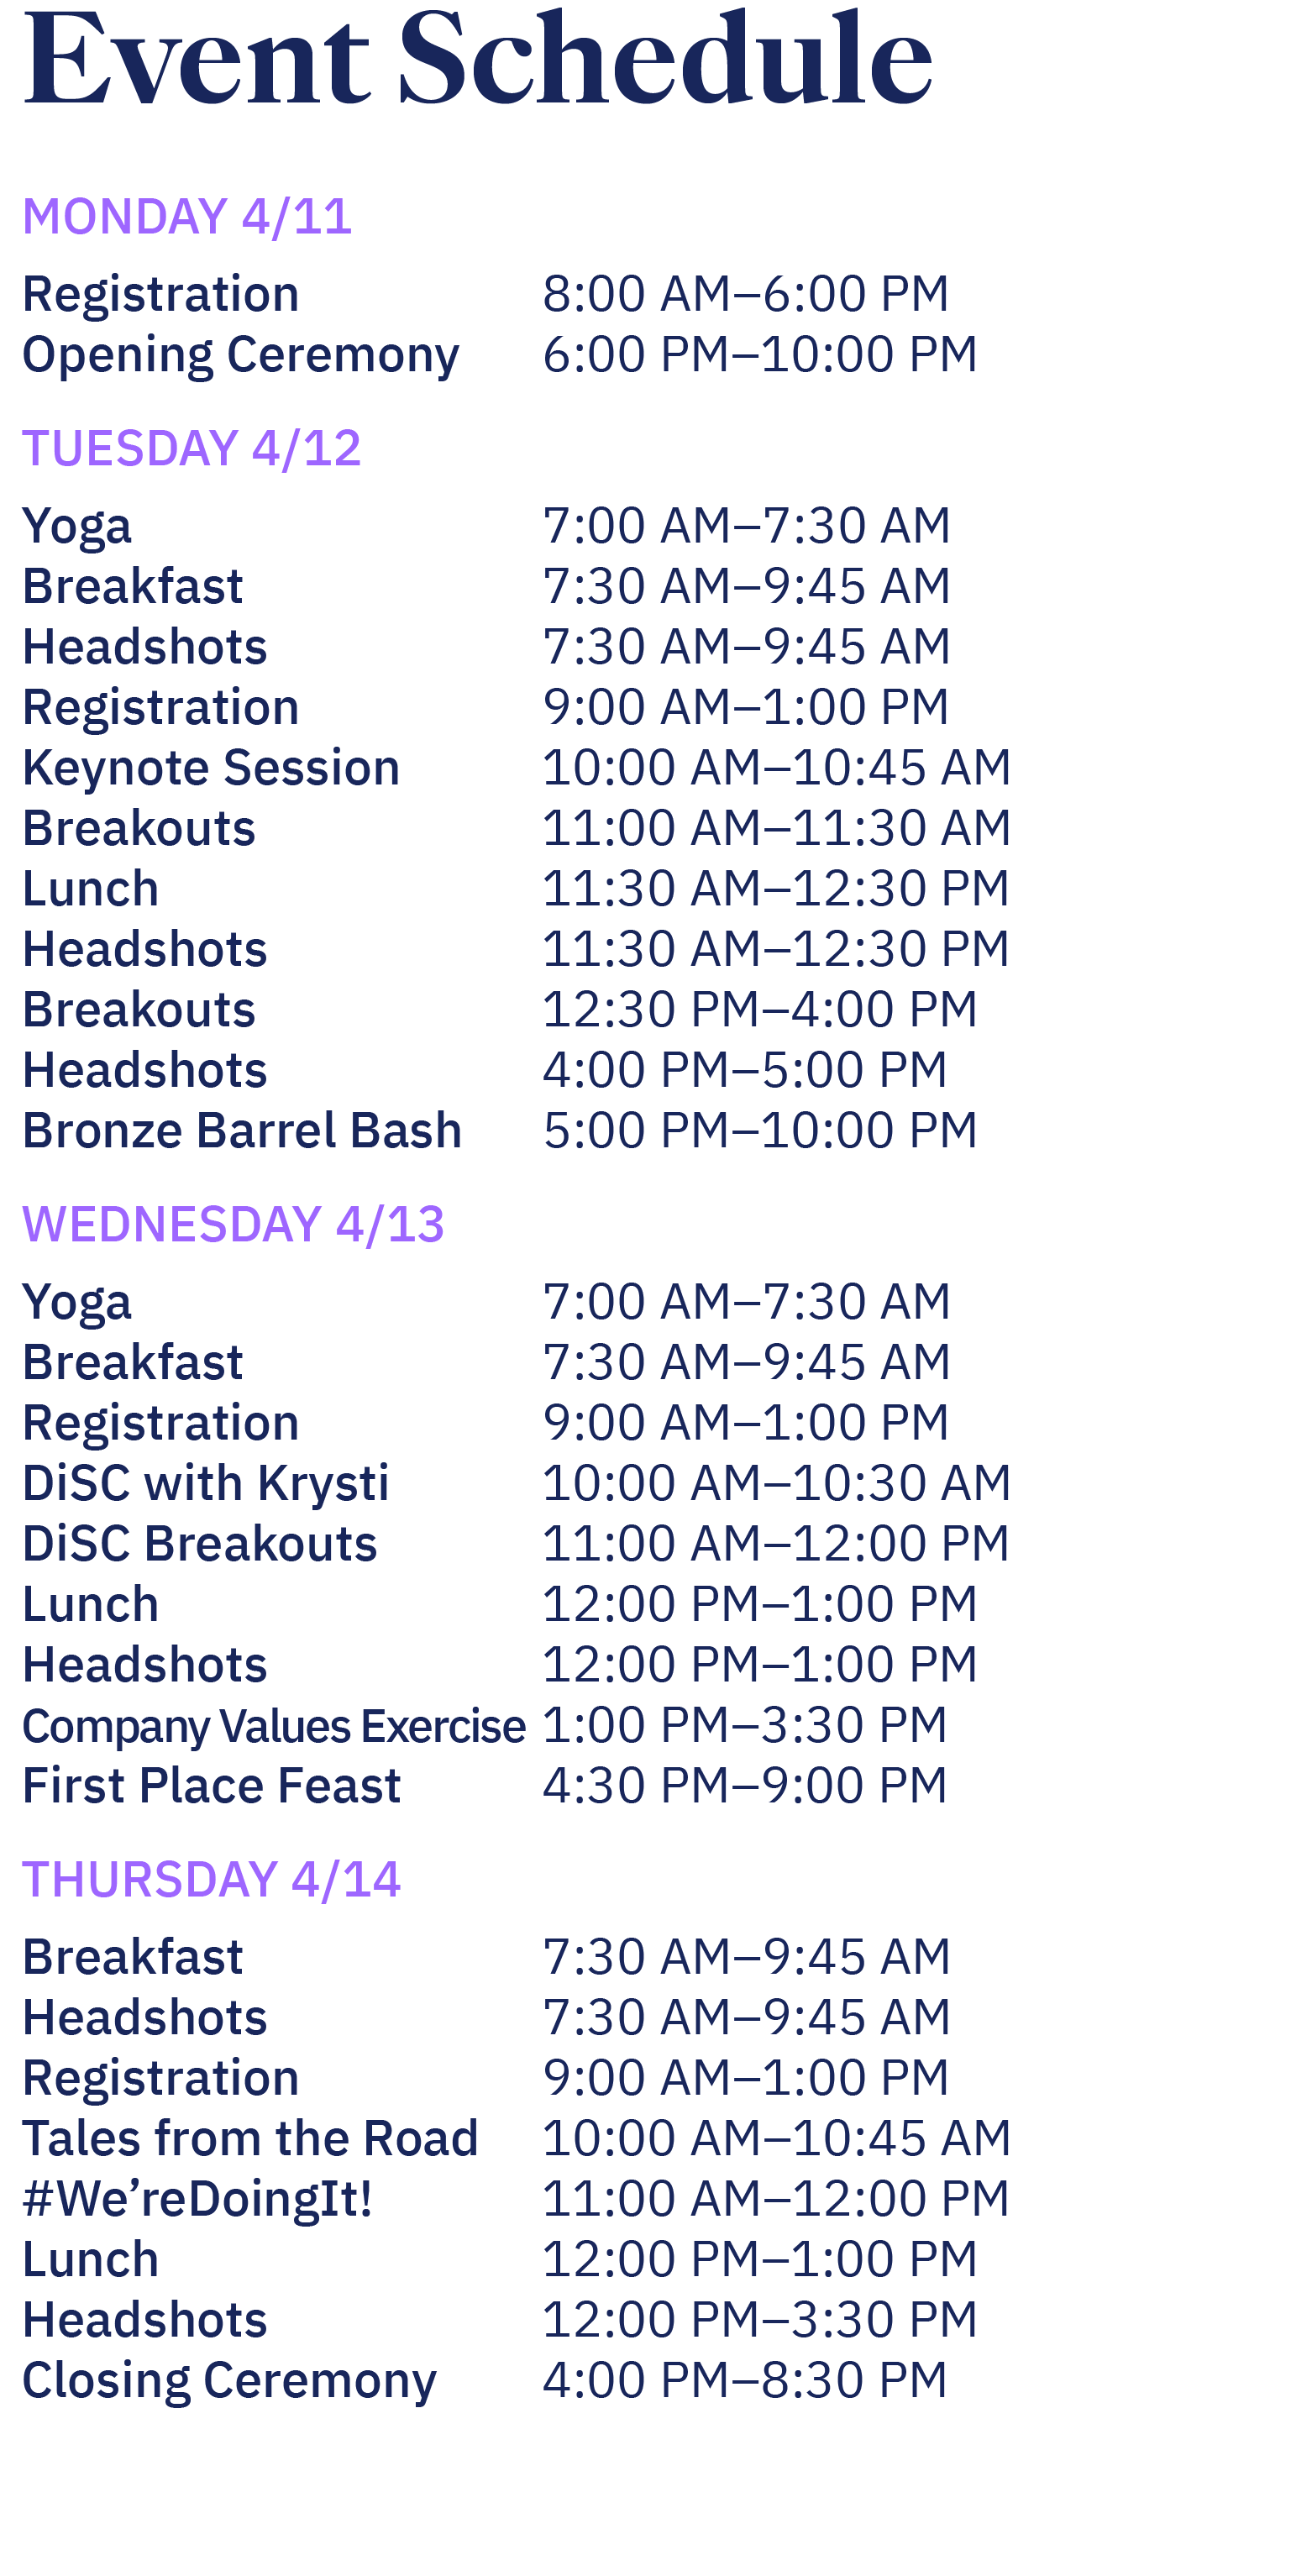 Event Schedule
MONDAY 4/11
Registration 8:00 AM–6:00 PM
Opening Ceremony 6:00 PM–10:00 PM
TUESDAY 4/12
Yoga 7:00 AM–7:30 AM
Breakfast 7:30 AM–9:45 AM
Headshots 7:30 AM–9:45 AM
Registration 9:00 AM–1:00 PM
Keynote Session 10:00 AM–10:45 AM
Breakouts 11:00 AM–11:30 AM
Lunch 11:30 AM–12:30 PM
Headshots 11:30 AM–12:30 PM
Breakouts 12:30 PM–4:00 PM
Headshots 4:00 PM–5:00 PM
Bronze Barrel Bash 5:00 PM–10:00 PM
WEDNESDAY 4/13
Yoga 7:00 AM–7:30 AM
Breakfast 7:30 AM–9:45 AM
Registration 9:00 AM–1:00 PM
DiSC with Krysti 10:00 AM–10:30 AM
DiSC Breakouts 11:00 AM–12:00 PM
Lunch 12:00 PM–1:00 PM
Headshots 12:00 PM–1:00 PM
Company Values Exercise 1:00 PM–3:30 PM
First Place Feast 4:30 PM–9:00 PM
THURSDAY 4/14
Breakfast 7:30 AM–9:45 AM
Headshots 7:30 AM–9:45 AM
Registration 9:00 AM–1:00 PM
Tales from the Road 10:00 AM–10:45 AM
#We’reDoingIt! 11:00 AM–12:00 PM
Lunch 12:00 PM–1:00 PM
Headshots 12:00 PM–3:30 PM
Closing Ceremony 4:00 PM–8:30 PM